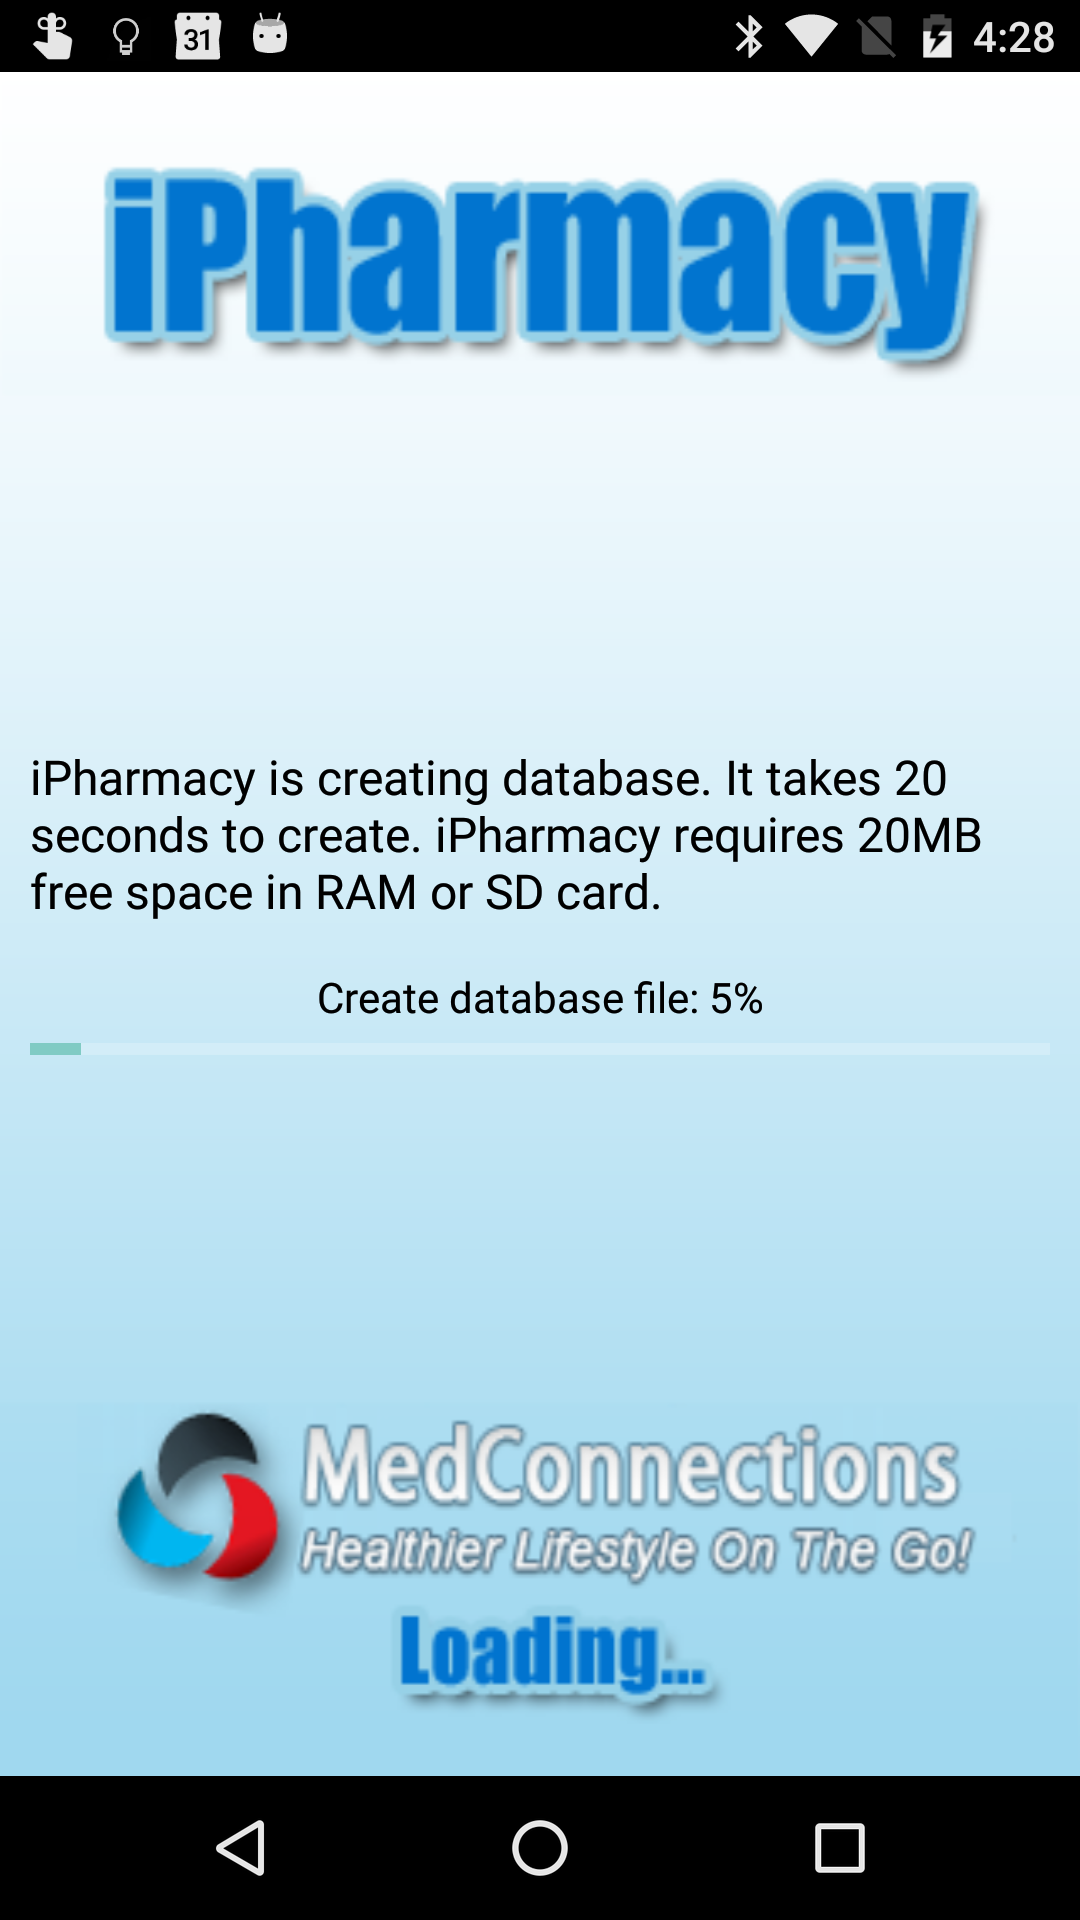 31
4:28
iPharmacy
iPharmacy is creating database. It takes 20
seconds to create. iPharmacy requires 20MB
free space in RAM or SD card.
Create database file: 5%
MedConnections
Healthier Lifestyle On The Go!
Loading...